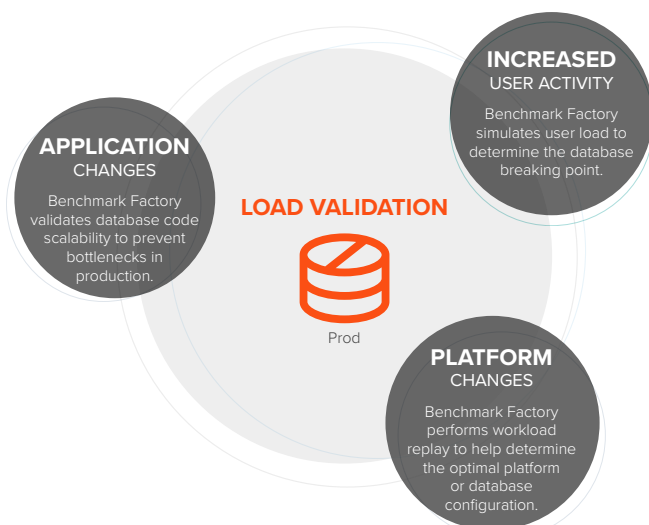 INCREASED
USER ACTIVITY
Benchmark Factory
simulates user load to
determine the database
breaking point.
APPLICATION
CHANGES
Benchmark Factory
validates database code
scalability to prevent
bottlenecks in
production.
LOAD VALIDATION
Prod
PLATFORM
CHANGES
Benchmark Factory
performs workload
replay to help determine
the optimal platform
or database
configuration.